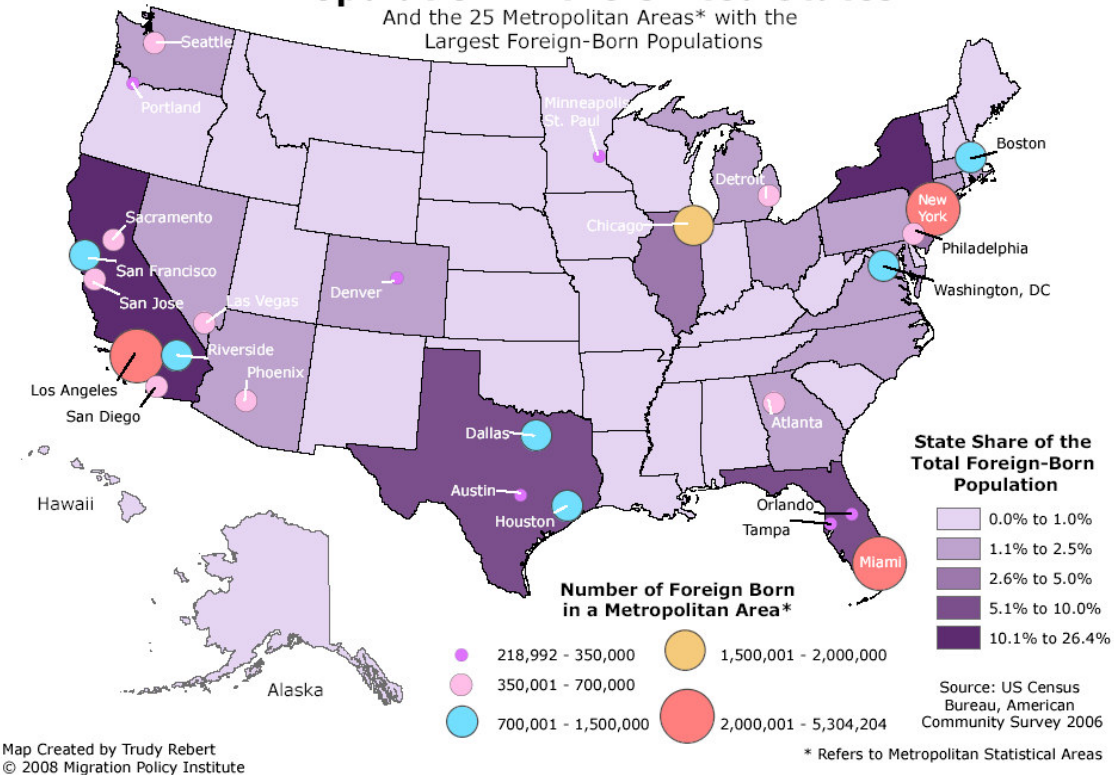 And the 25 Metropolitan Areas* with the
Largest Foreign-Born Populations
Seattle
Portland
Minneapolis
St. Paul
Boston
Detroit
New
York
Chicago
Sacramento
Philadelphia
San Francisco
Washington, DC
San Jose
Las Vegas
Denver
Riverside
Phoenix
Los Angeles
San Diego
Dallas
Atlanta
Austin
Houston
Orlando
Tampa
Miami
Hawaii
Alaska
State Share of the
Total Foreign-Born
Population
0.0% to 1.0%
1.1% to 2.5%
2.6% to 5.0%
5.1% to 10.0%
10.1% to 26.4%
Number of Foreign Born
in a Metropolitan Area*
218,992 - 350,000
350,001 - 700,000
700,001 - 1,500,000
1,500,001 - 2,000,000
2,000,001 - 5,304,204
Source: US Census
Bureau, American
Community Survey 2006
* Refers to Metropolitan Statistical Areas
Map Created by Trudy Rebert
© 2008 Migration Policy Institute